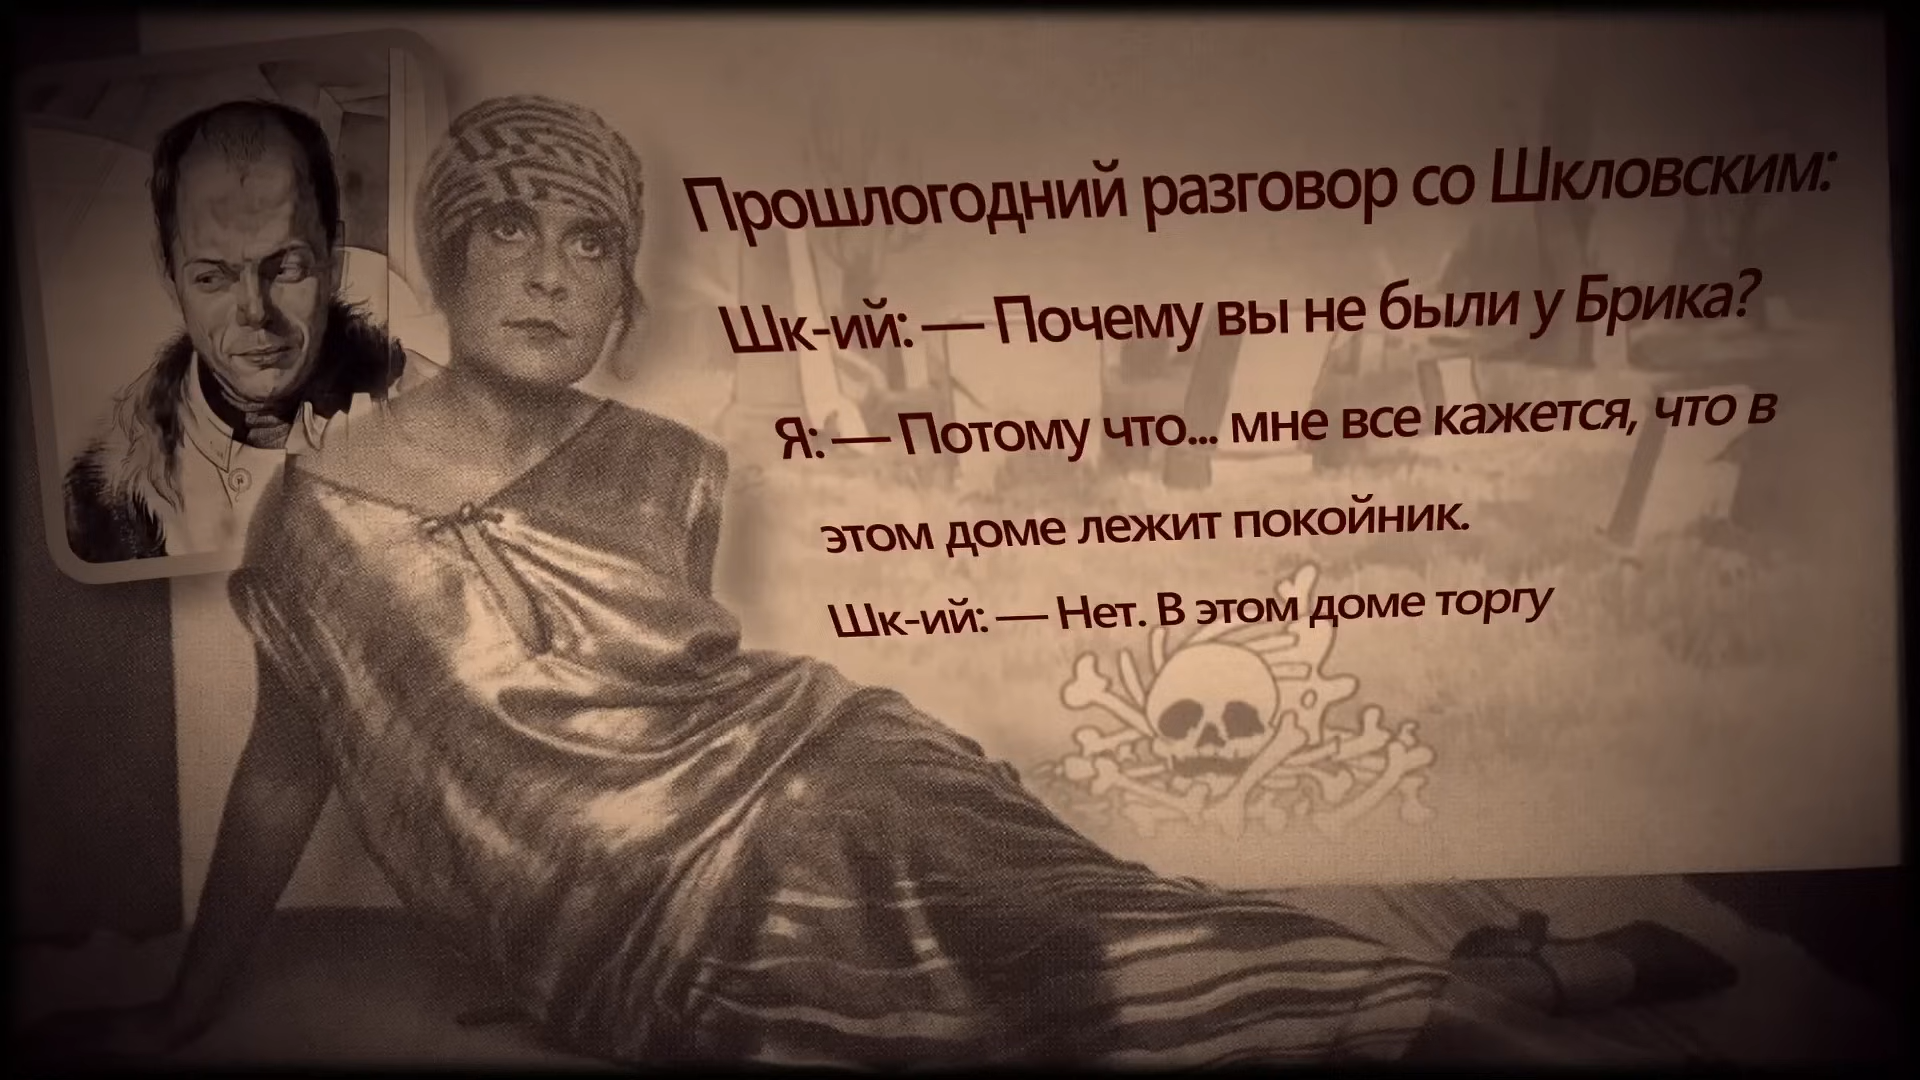 Прошлогодний разговор со Шкловским:
Шк-ий: — Почему вы не были у Брика?
Я: — Потому что... мне все кажется, что в
этом доме лежит покойник.
Шк-ий: — Нет. В этом доме торгу